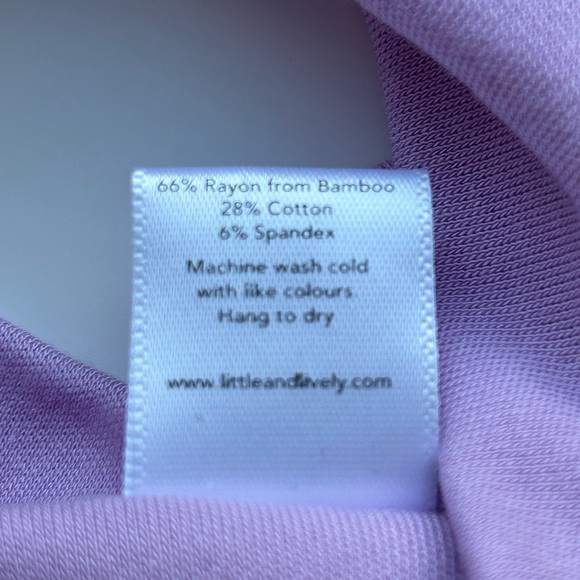 66% Rayon from Bamboo
28% Cotton
6% Spandex
Machine wash cold
with like colours.
Hang to dry
www.littleandlively.com